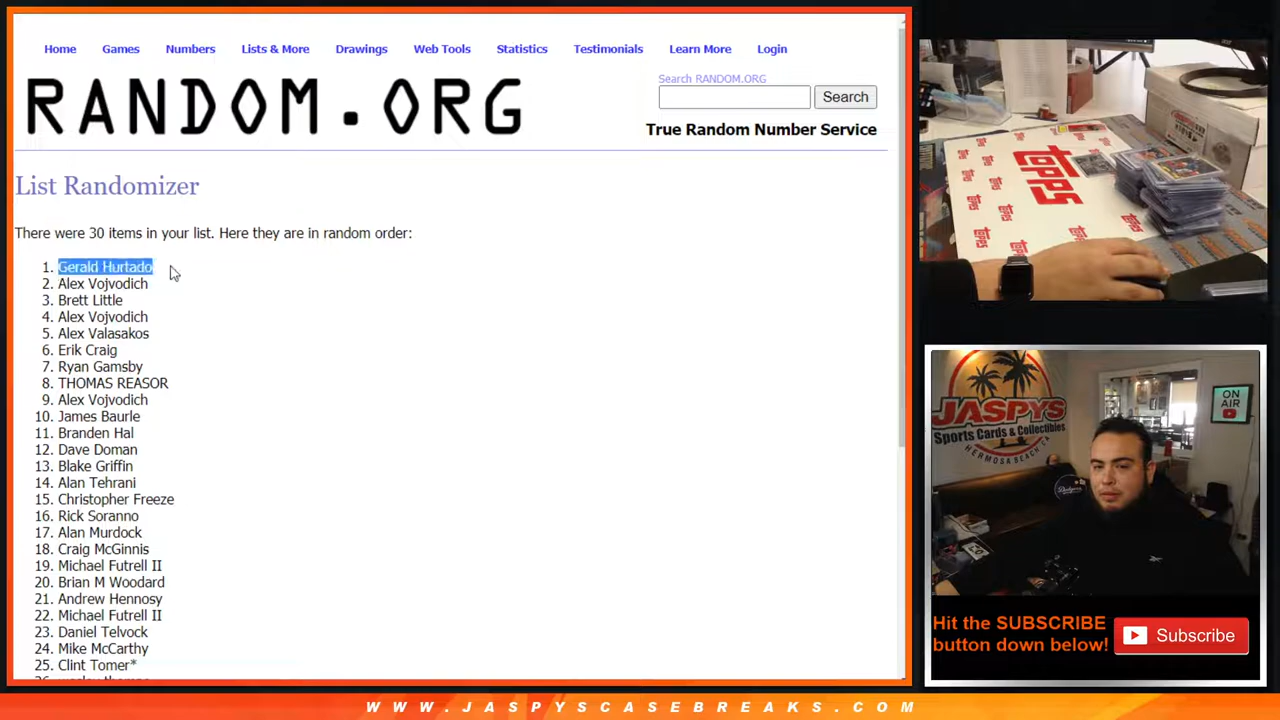 Home Games Numbers Lists & More Drawings Web Tools Statistics Testimonials Learn More Login
RANDOM.ORG
Search RANDOM.ORG
Search
True Random Number Service
List Randomizer
There were 30 items in your list. Here they are in random order:
1. Gerald Hurtado
2. Alex Vojvodich
3. Brett Little
4. Alex Vojvodich
5. Alex Valasakos
6. Erik Craig
7. Ryan Gamsby
8. THOMAS REASOR
9. Alex Vojvodich
10. James Baurle
11. Branden Hal
12. Dave Doman
13. Blake Griffin
14. Alan Tehrani
15. Christopher Freeze
16. Rick Soranno
17. Alan Murdock
18. Craig McGinnis
19. Michael Futrell II
20. Brian M Woodard
21. Andrew Hennosy
22. Michael Futrell II
23. Daniel Telvock
24. Mike McCarthy
25. Clint Tomer*
topps
JASPYS
Sports Cards & Collectibles
HERMOSA BEACH CA
ON
AIR
Dodgers
Hit the SUBSCRIBE
button down below!
Subscribe
WWW.JASPYSCASEBREAKS.COM